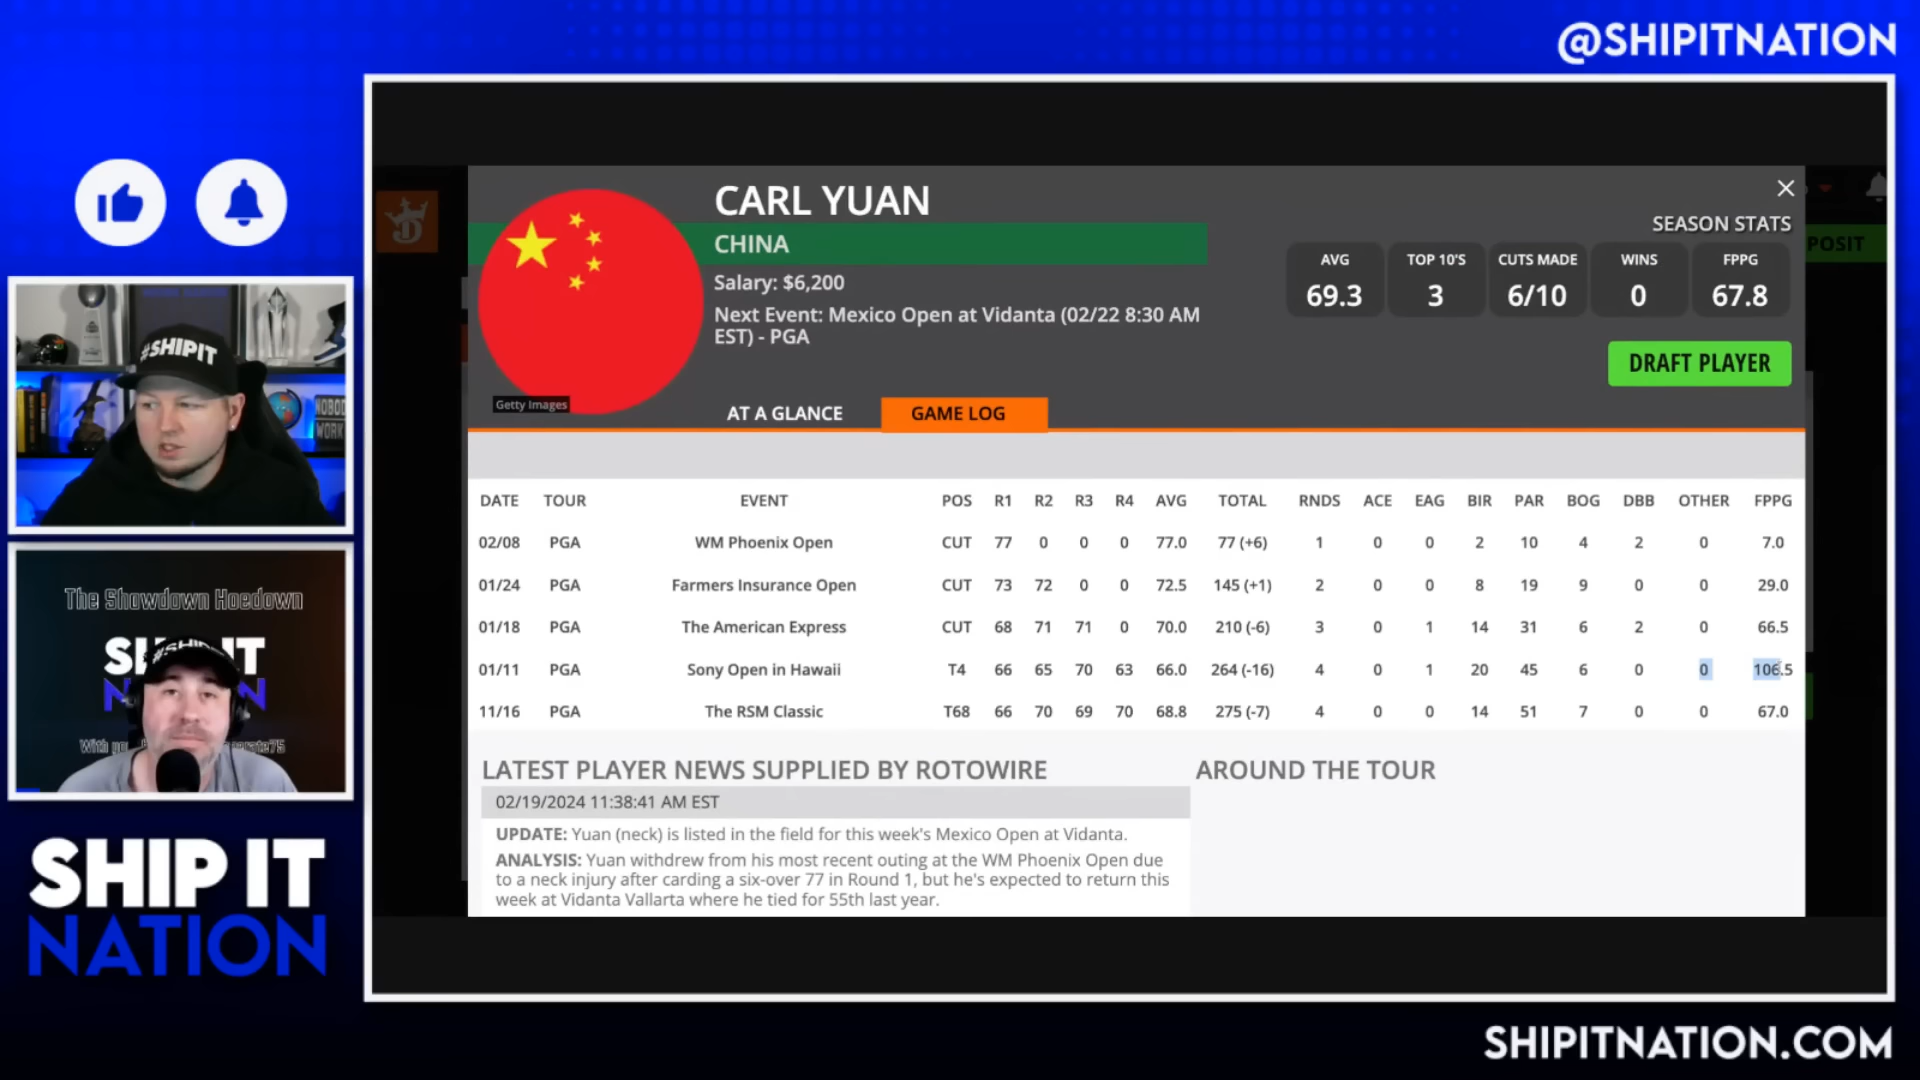 @SHIPITNATION
CARL YUAN
CHINA
Salary: $6,200
Next Event: Mexico Open at Vidanta (02/22 8:30 AM
EST) - PGA
Getty Images
SEASON STATS
AVG TOP 10'S CUTS MADE WINS FPPG
69.3 3 6/10 0 67.8
POSIT
DRAFT PLAYER
AT A GLANCE GAME LOG
DATE TOUR EVENT POS R1 R2 R3 R4 AVG TOTAL RNDS ACE EAG BIR PAR BOG DBB OTHER FPPG
02/08 PGA WM Phoenix Open CUT 77 0 0 0 77.0 77 (+6) 1 0 0 2 10 4 2 0 7.0
01/24 PGA Farmers Insurance Open CUT 73 72 0 0 72.5 145 (+1) 2 0 0 8 19 9 0 0 29.0
01/18 PGA The American Express CUT 68 71 71 0 70.0 210 (-6) 3 0 1 14 31 6 2 0 66.5
01/11 PGA Sony Open in Hawaii T4 66 65 70 63 66.0 264 (-16) 4 0 1 20 45 6 0 0 106.5
11/16 PGA The RSM Classic T68 66 70 69 70 68.8 275 (-7) 4 0 0 14 51 7 0 0 67.0
LATEST PLAYER NEWS SUPPLIED BY ROTOWIRE
AROUND THE TOUR
02/19/2024 11:38:41 AM EST
UPDATE: Yuan (neck) is listed in the field for this week's Mexico Open at Vidanta.
ANALYSIS: Yuan withdrew from his most recent outing at the WM Phoenix Open due
to a neck injury after carding a six-over 77 in Round 1, but he's expected to return this
week at Vidanta Vallarta where he tied for 55th last year.
#SHIPIT
NOBOD
WORK
The Showdown Hoedown
SHIP IT
NATION
With
SHIP IT
NATION
SHIPITNATION.COM